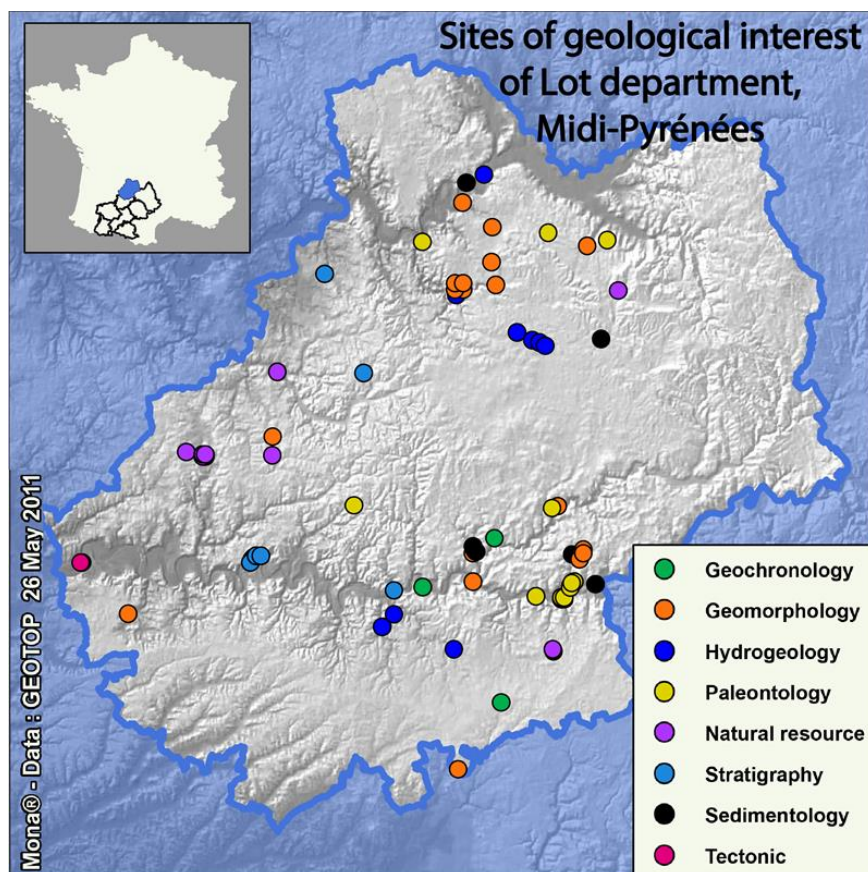 Sites of geological interest
of Lot department,
Midi-Pyrénées
Mona® - Data : GEOTOP 26 May 2011
Geochronology
Geomorphology
Hydrogeology
Paleontology
Natural resource
Stratigraphy
Sedimentology
Tectonic